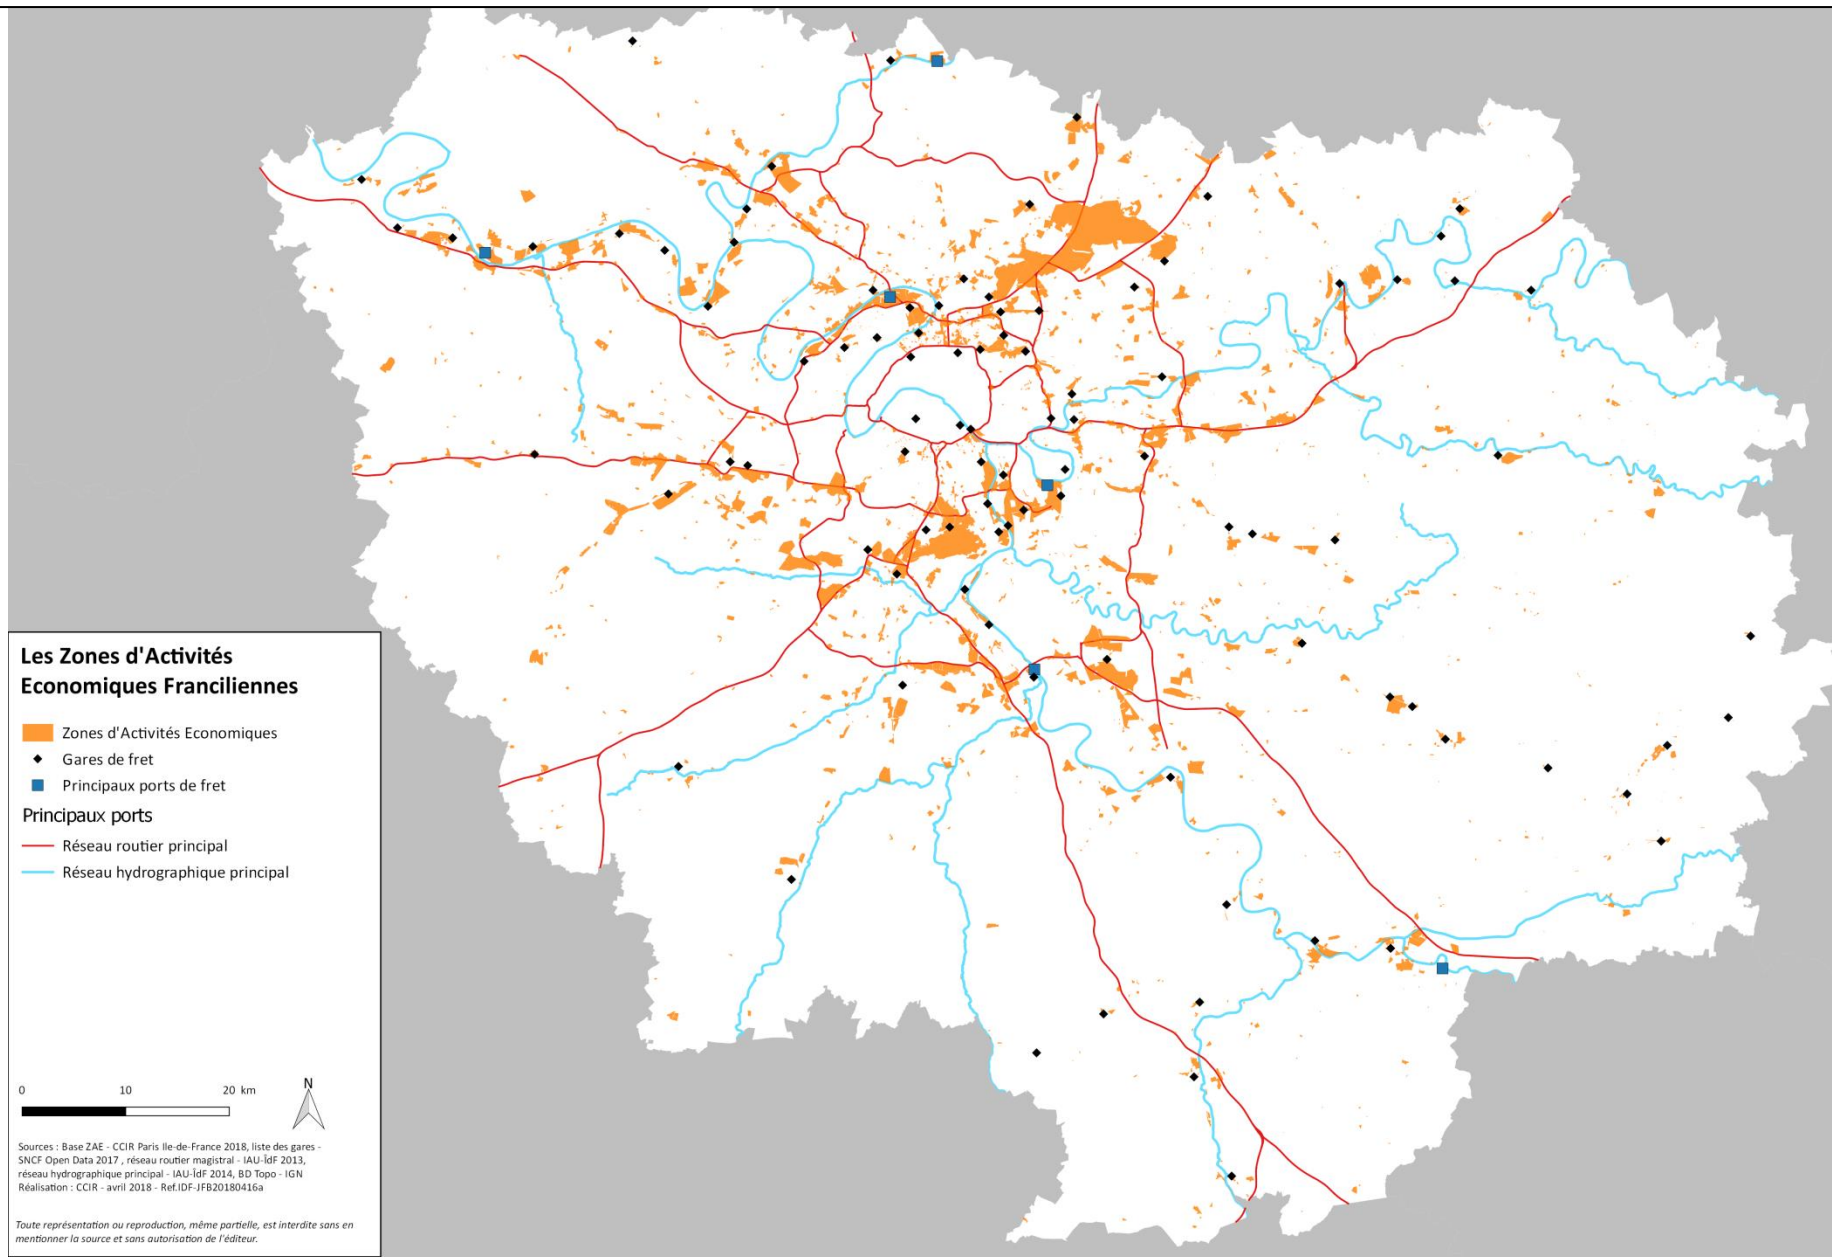 Les Zones d'Activités
Economiques Franciliennes
Zones d'Activités Economiques
Gares de fret
Principaux ports de fret
Principaux ports
Réseau routier principal
Réseau hydrographique principal
0 10 20 km
N
Sources : Base ZAE - CCIR Paris Ile-de-France 2018, liste des gares -
SNCF Open Data 2017 , réseau routier magistral - IAU-ÎdF 2013,
réseau hydrographique principal - IAU-ÎdF 2014, BD Topo - IGN
Réalisation : CCIR - avril 2018 - Ref.IDF-JFB20180416a
Toute représentation ou reproduction, même partielle, est interdite sans en
mentionner la source et sans autorisation de l'éditeur.